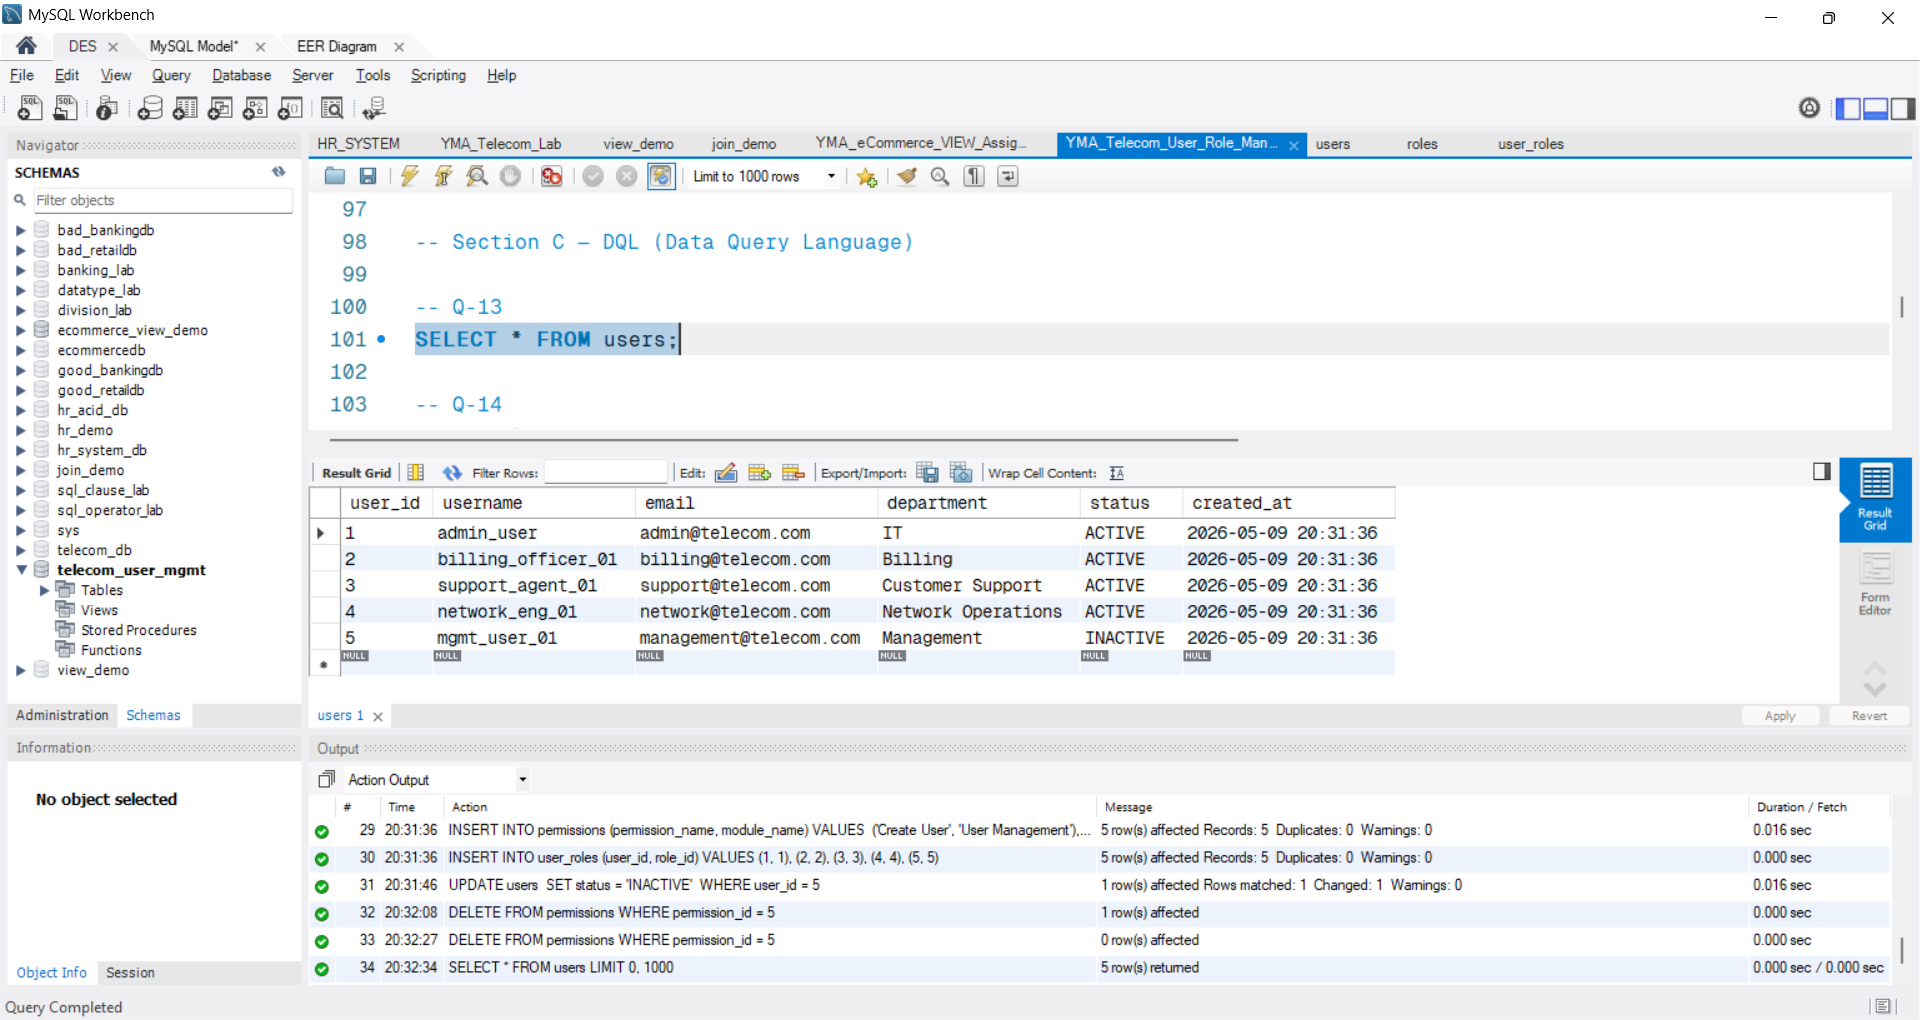 MySQL Workbench
DES
MySQL Model*
EER Diagram
File Edit View Query Database Server Tools Scripting Help
Navigator
SCHEMAS
Filter objects
bad_bankingdb
bad_retaildb
banking_lab
datatype_lab
division_lab
ecommerce_view_demo
ecommercedb
good_bankingdb
good_retaildb
hr_acid_db
hr_demo
hr_system_db
join_demo
sql_clause_lab
sql_operator_lab
sys
telecom_db
telecom_user_mgmt
Tables
Views
Stored Procedures
Functions
view_demo
Administration Schemas
Information
No object selected
Object Info Session
HR_SYSTEM YMA_Telecom_Lab view_demo join_demo YMA_eCommerce_VIEW_Assig... YMA_Telecom_User_Role_Man... users roles user_roles
Limit to 1000 rows
97
98 -- Section C – DQL (Data Query Language)
99
100 -- Q-13
101 SELECT * FROM users;
102
103 -- Q-14
Result Grid Filter Rows: Edit: Export/Import: Wrap Cell Content:
user_id username email department status created_at
1 admin_user admin@telecom.com IT ACTIVE 2026-05-09 20:31:36
2 billing_officer_01 billing@telecom.com Billing ACTIVE 2026-05-09 20:31:36
3 support_agent_01 support@telecom.com Customer Support ACTIVE 2026-05-09 20:31:36
4 network_eng_01 network@telecom.com Network Operations ACTIVE 2026-05-09 20:31:36
5 mgmt_user_01 management@telecom.com Management INACTIVE 2026-05-09 20:31:36
NULL NULL NULL NULL NULL NULL
Result
Grid
Form
Editor
users 1
Apply Revert
Output
Action Output
# Time Action Message Duration / Fetch
29 20:31:36 INSERT INTO permissions (permission_name, module_name) VALUES ('Create User', 'User Management'),... 5 row(s) affected Records: 5 Duplicates: 0 Warnings: 0 0.016 sec
30 20:31:36 INSERT INTO user_roles (user_id, role_id) VALUES (1, 1), (2, 2), (3, 3), (4, 4), (5, 5) 5 row(s) affected Records: 5 Duplicates: 0 Warnings: 0 0.000 sec
31 20:31:46 UPDATE users SET status = 'INACTIVE' WHERE user_id = 5 1 row(s) affected Rows matched: 1 Changed: 1 Warnings: 0 0.016 sec
32 20:32:08 DELETE FROM permissions WHERE permission_id = 5 1 row(s) affected 0.000 sec
33 20:32:27 DELETE FROM permissions WHERE permission_id = 5 0 row(s) affected 0.000 sec
34 20:32:34 SELECT * FROM users LIMIT 0, 1000 5 row(s) returned 0.000 sec / 0.000 sec
Query Completed